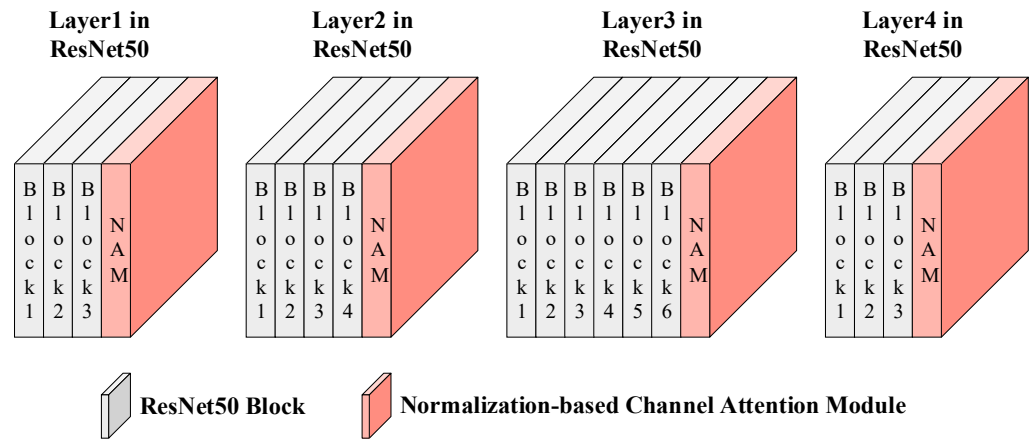 Layer1 in
ResNet50
Layer2 in
ResNet50
Layer3 in
ResNet50
Layer4 in
ResNet50
Block1
Block2
Block3
NAM
Block1
Block2
Block3
Block4
NAM
Block1
Block2
Block3
Block4
Block5
Block6
NAM
Block1
Block2
Block3
NAM
ResNet50 Block
Normalization-based Channel Attention Module